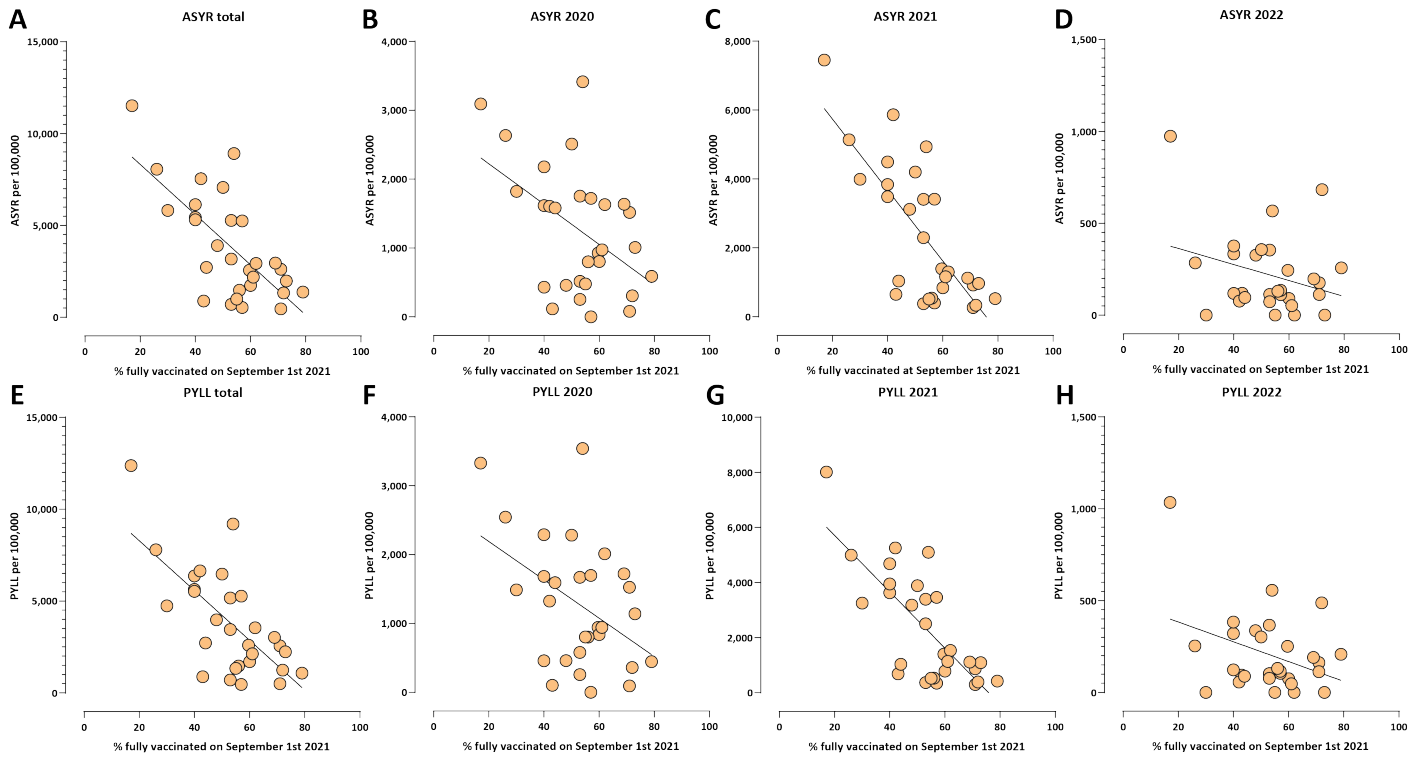 A
ASYR total
15,000
10,000
5,000
0
ASYR per 100,000
0 20 40 60 80 100
% fully vaccinated on September 1st 2021
B
ASYR 2020
4,000
3,000
2,000
1,000
0
ASYR per 100,000
0 20 40 60 80 100
% fully vaccinated on September 1st 2021
C
ASYR 2021
8,000
6,000
4,000
2,000
0
ASYR per 100,000
0 20 40 60 80 100
% fully vaccinated at September 1st 2021
D
ASYR 2022
1,500
1,000
500
0
ASYR per 100,000
0 20 40 60 80 100
% fully vaccinated on September 1st 2021
E
PYLL total
15,000
10,000
5,000
0
PYLL per 100,000
0 20 40 60 80 100
% fully vaccinated on September 1st 2021
F
PYLL 2020
4,000
3,000
2,000
1,000
0
PYLL per 100,000
0 20 40 60 80 100
% fully vaccinated on September 1st 2021
G
PYLL 2021
10,000
8,000
6,000
4,000
2,000
0
PYLL per 100,000
0 20 40 60 80 100
% fully vaccinated on September 1st 2021
H
PYLL 2022
1,500
1,000
500
0
PYLL per 100,000
0 20 40 60 80 100
% fully vaccinated on September 1st 2021